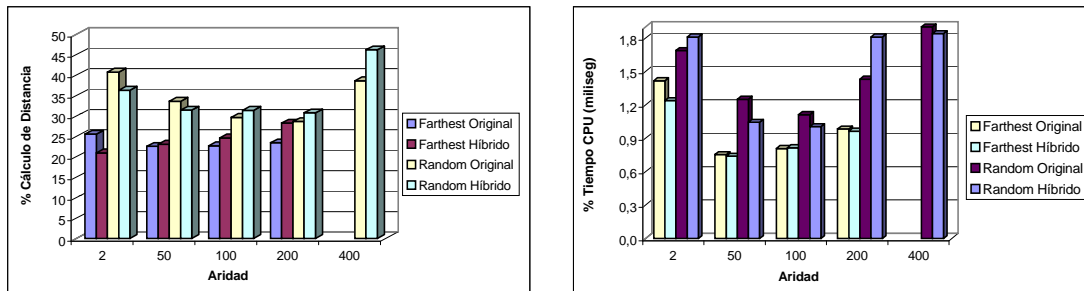 % Cálculo de Distancia
50
45
40
35
30
25
20
15
10
5
0
2 50 100 200 400
Aridad
Farthest Original
Farthest Híbrido
Random Original
Random Híbrido
% Tiempo CPU (miliseg)
1,8
1,5
1,2
0,9
0,6
0,3
0,0
2 50 100 200 400
Aridad
Farthest Original
Farthest Híbrido
Random Original
Random Híbrido